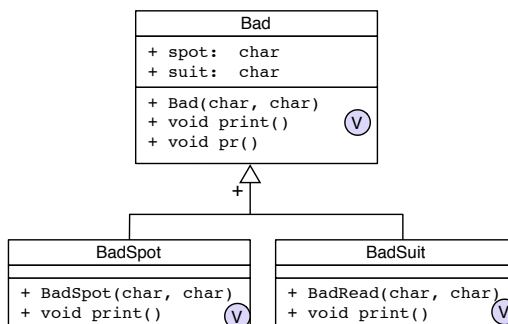 Bad
+ spot: char
+ suit: char
+ Bad(char, char)
+ void print()
V
+ void pr()
+
BadSpot
+ BadSpot(char, char)
+ void print()
V
BadSuit
+ BadRead(char, char)
+ void print()
V